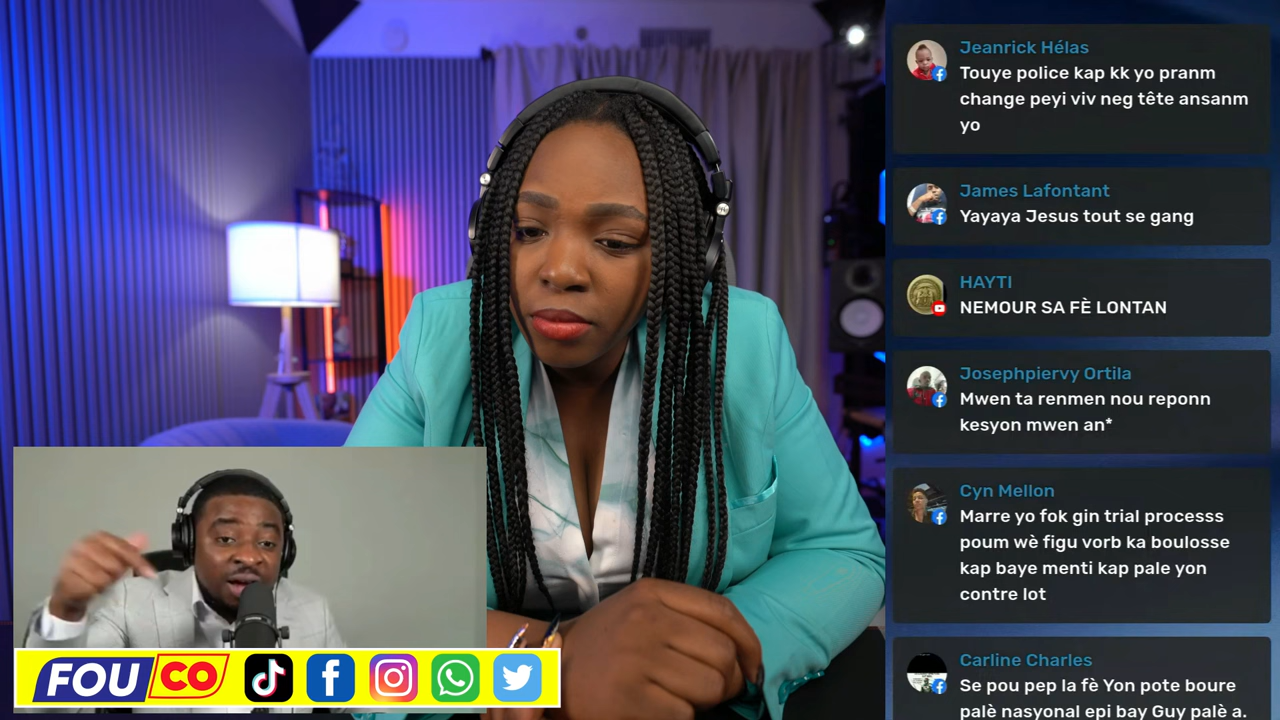 Jeanrick Hélas
Touye police kap kk yo pranm
change peyi viv neg tête ansanm
yo
James Lafontant
Yayaya Jesus tout se gang
HAYTI
NEMOUR SA FÈ LONTAN
Josephpiervy Ortila
Mwen ta renmen nou reponn
kesyon mwen an*
Cyn Mellon
Marre yo fok gin trial processs
poum wè figu vorb ka boulosse
kap baye menti kap pale yon
contre lot
Carline Charles
Se pou pep la fè Yon pote boure
palè nasyonal epi bay Guy palè a.
FOUCO